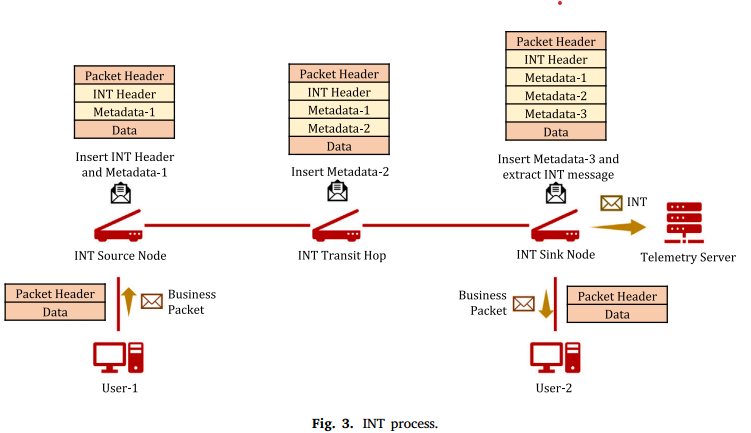 Packet Header
INT Header
Metadata-1
Data
Insert INT Header
and Metadata-1
Packet Header
INT Header
Metadata-1
Metadata-2
Data
Insert Metadata-2
Packet Header
INT Header
Metadata-1
Metadata-2
Metadata-3
Data
Insert Metadata-3 and
extract INT message
INT
INT Source Node
INT Transit Hop
INT Sink Node
Telemetry Server
Packet Header
Data
Business
Packet
Business
Packet
Packet Header
Data
User-1
User-2
Fig. 3. INT process.